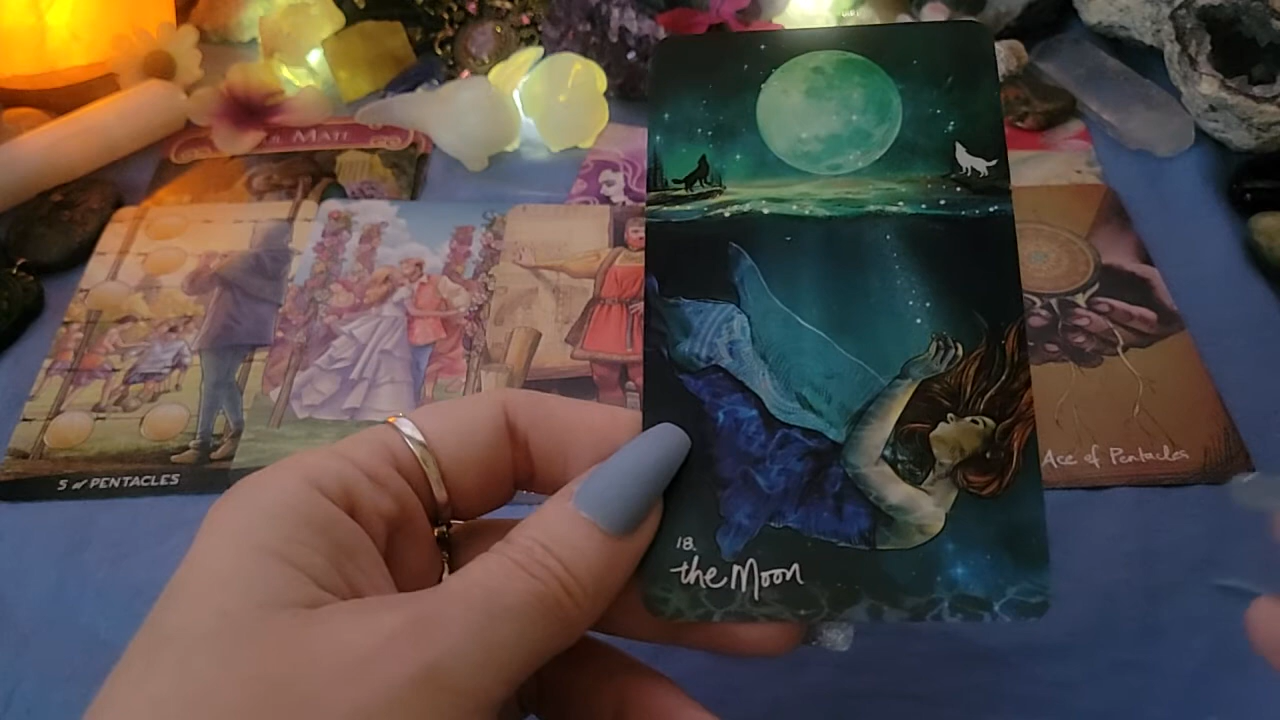 MATE
5 of PENTACLES
18.
the Moon
Ace of Pentacles